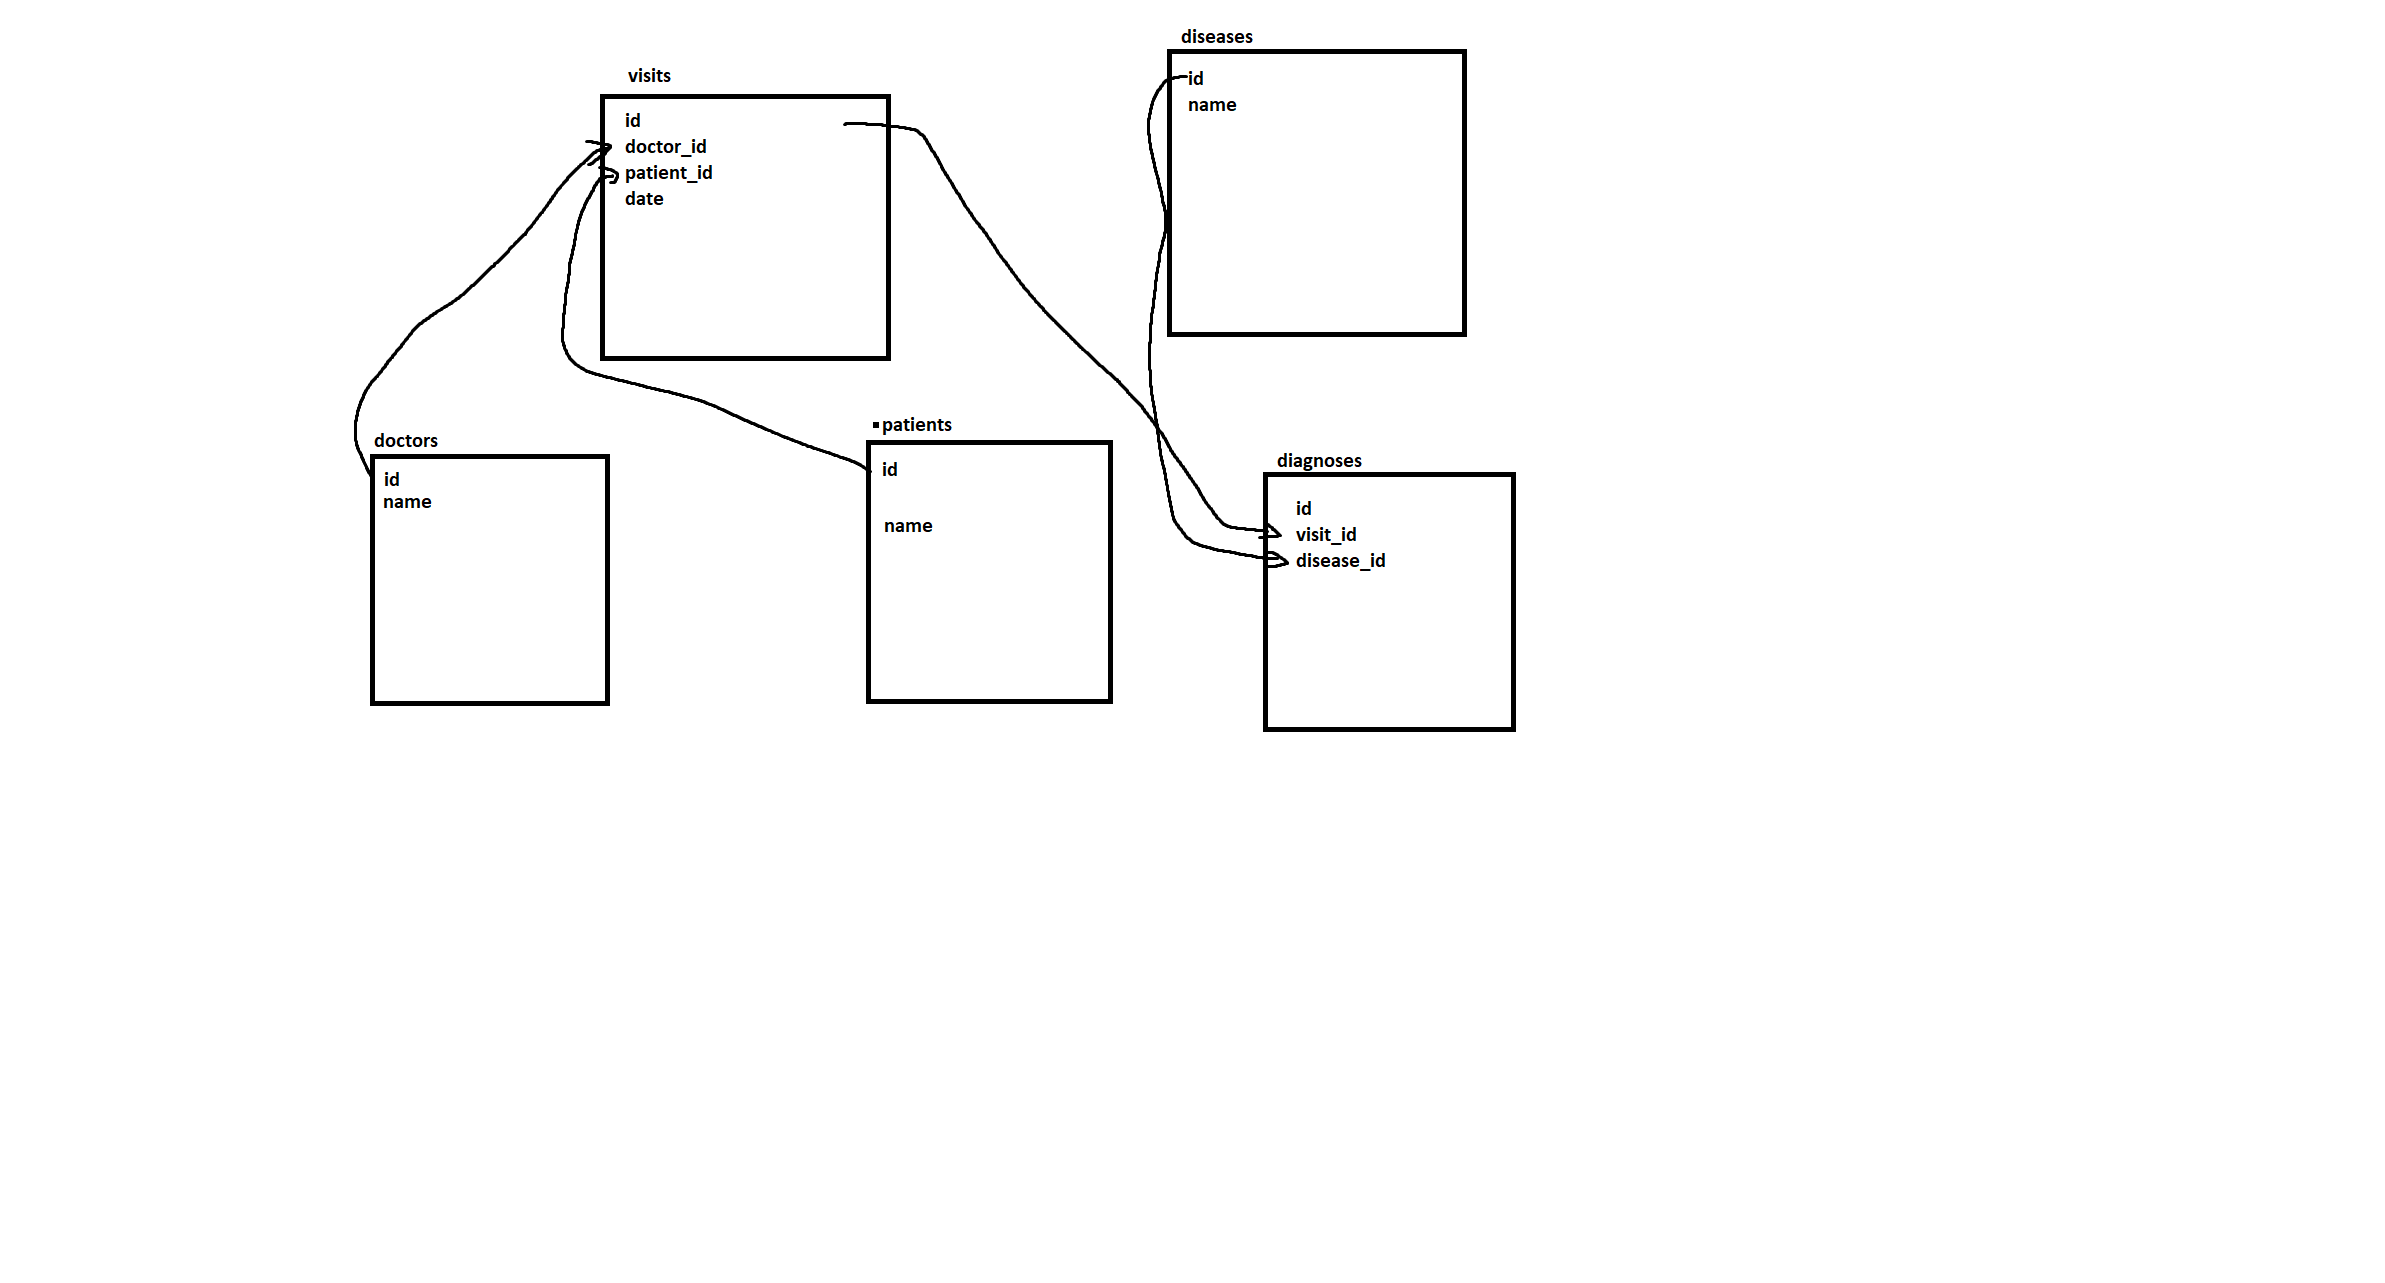 visits
id
doctor_id
patient_id
date
diseases
id
name
doctors
id
name
patients
id
name
diagnoses
id
visit_id
disease_id